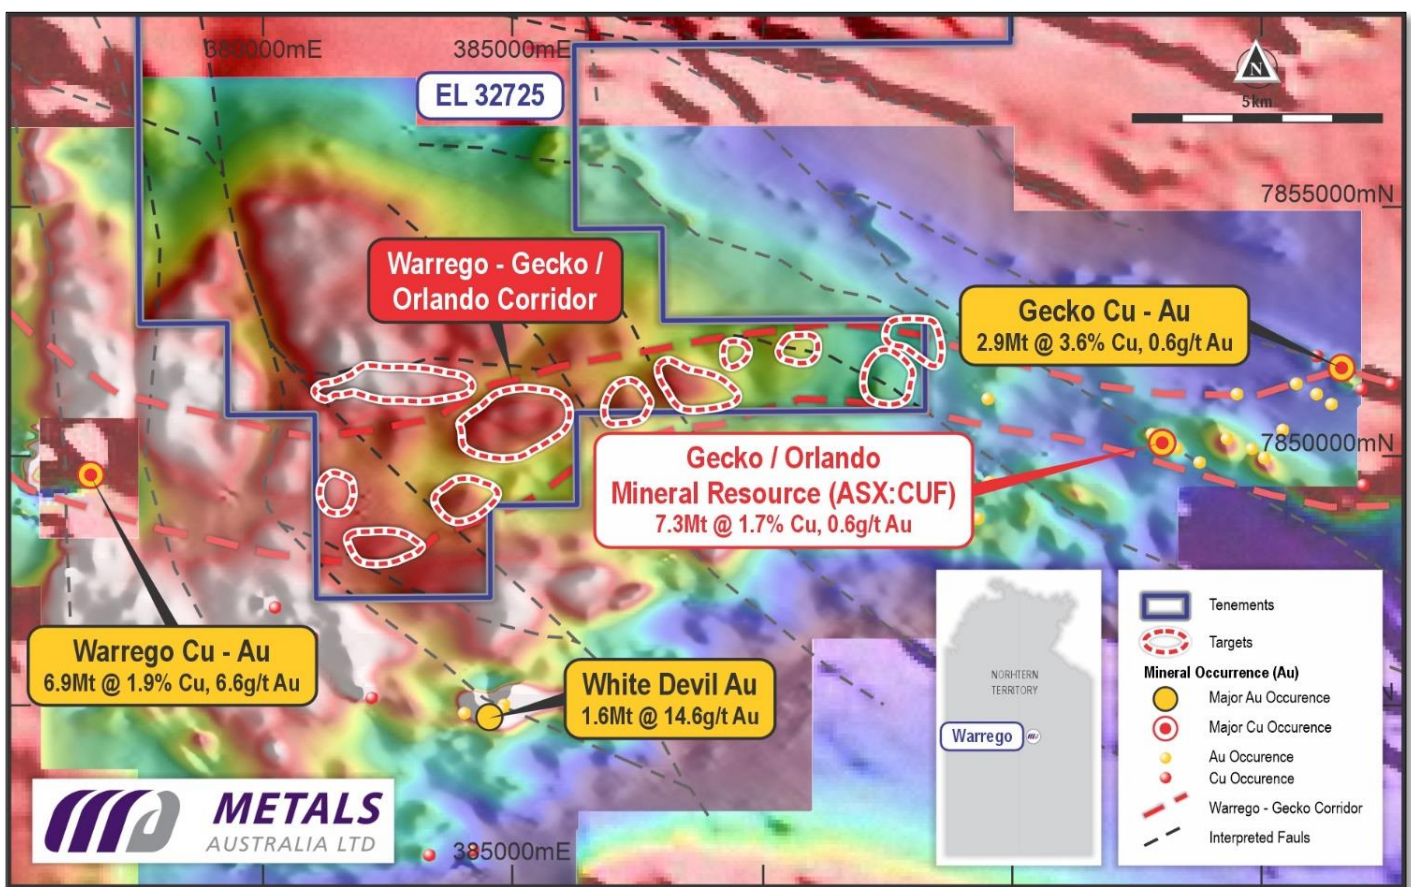 380000mE
385000mE
EL 32725
N
5km
7855000mN
Warrego - Gecko /
Orlando Corridor
Gecko Cu - Au
2.9Mt @ 3.6% Cu, 0.6g/t Au
7850000mN
Gecko / Orlando
Mineral Resource (ASX:CUF)
7.3Mt @ 1.7% Cu, 0.6g/t Au
Warrego Cu - Au
6.9Mt @ 1.9% Cu, 6.6g/t Au
White Devil Au
1.6Mt @ 14.6g/t Au
NORHTERN
TERRITORY
Warrego
Tenements
Targets
Mineral Occurrence (Au)
Major Au Occurence
Major Cu Occurence
Au Occurence
Cu Occurence
Warrego - Gecko Corridor
Interpreted Fauls
METALS
AUSTRALIA LTD
385000mE